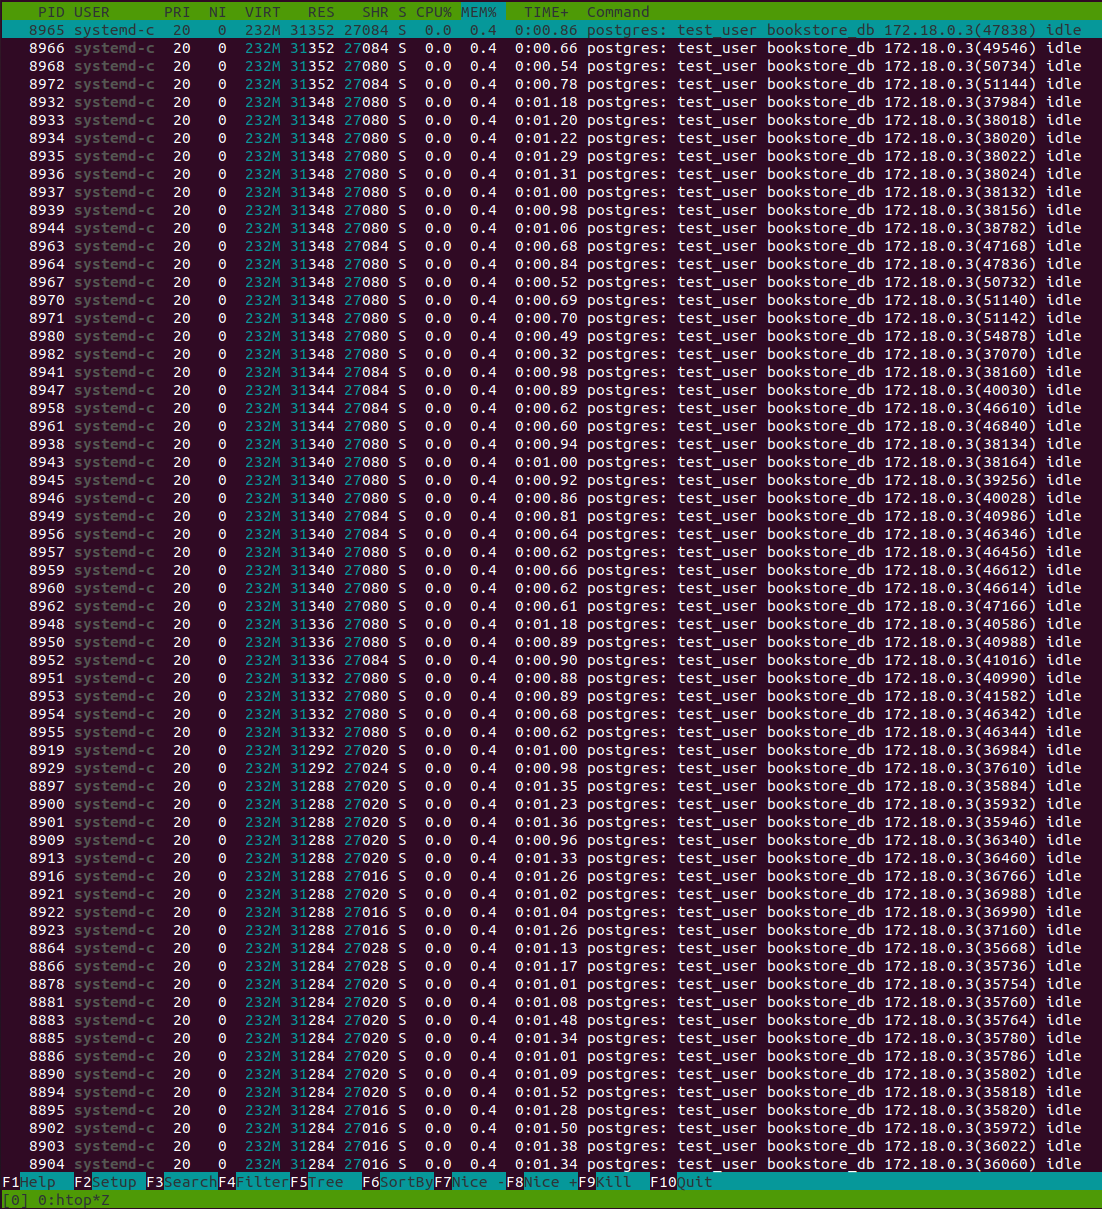 PID USER PRI NI VIRT RES SHR S CPU% MEM% TIME+ Command
8965 systemd-c 20 0 232M 31352 27084 S 0.0 0.4 0:00.86 postgres: test_user bookstore_db 172.18.0.3(47838) idle
8966 systemd-c 20 0 232M 31352 27084 S 0.0 0.4 0:00.66 postgres: test_user bookstore_db 172.18.0.3(49546) idle
8968 systemd-c 20 0 232M 31352 27080 S 0.0 0.4 0:00.54 postgres: test_user bookstore_db 172.18.0.3(50734) idle
8972 systemd-c 20 0 232M 31352 27084 S 0.0 0.4 0:00.78 postgres: test_user bookstore_db 172.18.0.3(51144) idle
8932 systemd-c 20 0 232M 31348 27080 S 0.0 0.4 0:01.18 postgres: test_user bookstore_db 172.18.0.3(37984) idle
8933 systemd-c 20 0 232M 31348 27080 S 0.0 0.4 0:01.20 postgres: test_user bookstore_db 172.18.0.3(38018) idle
8934 systemd-c 20 0 232M 31348 27080 S 0.0 0.4 0:01.22 postgres: test_user bookstore_db 172.18.0.3(38020) idle
8935 systemd-c 20 0 232M 31348 27080 S 0.0 0.4 0:01.29 postgres: test_user bookstore_db 172.18.0.3(38022) idle
8936 systemd-c 20 0 232M 31348 27080 S 0.0 0.4 0:01.31 postgres: test_user bookstore_db 172.18.0.3(38024) idle
8937 systemd-c 20 0 232M 31348 27080 S 0.0 0.4 0:01.00 postgres: test_user bookstore_db 172.18.0.3(38132) idle
8939 systemd-c 20 0 232M 31348 27080 S 0.0 0.4 0:00.98 postgres: test_user bookstore_db 172.18.0.3(38156) idle
8944 systemd-c 20 0 232M 31348 27080 S 0.0 0.4 0:01.06 postgres: test_user bookstore_db 172.18.0.3(38782) idle
8963 systemd-c 20 0 232M 31348 27084 S 0.0 0.4 0:00.68 postgres: test_user bookstore_db 172.18.0.3(47168) idle
8964 systemd-c 20 0 232M 31348 27080 S 0.0 0.4 0:00.84 postgres: test_user bookstore_db 172.18.0.3(47836) idle
8967 systemd-c 20 0 232M 31348 27080 S 0.0 0.4 0:00.52 postgres: test_user bookstore_db 172.18.0.3(50732) idle
8970 systemd-c 20 0 232M 31348 27080 S 0.0 0.4 0:00.69 postgres: test_user bookstore_db 172.18.0.3(51140) idle
8971 systemd-c 20 0 232M 31348 27080 S 0.0 0.4 0:00.70 postgres: test_user bookstore_db 172.18.0.3(51142) idle
8980 systemd-c 20 0 232M 31348 27080 S 0.0 0.4 0:00.49 postgres: test_user bookstore_db 172.18.0.3(54878) idle
8982 systemd-c 20 0 232M 31348 27080 S 0.0 0.4 0:00.32 postgres: test_user bookstore_db 172.18.0.3(37070) idle
8941 systemd-c 20 0 232M 31344 27084 S 0.0 0.4 0:00.98 postgres: test_user bookstore_db 172.18.0.3(38160) idle
8947 systemd-c 20 0 232M 31344 27084 S 0.0 0.4 0:00.89 postgres: test_user bookstore_db 172.18.0.3(40030) idle
8958 systemd-c 20 0 232M 31344 27084 S 0.0 0.4 0:00.62 postgres: test_user bookstore_db 172.18.0.3(46610) idle
8961 systemd-c 20 0 232M 31344 27080 S 0.0 0.4 0:00.60 postgres: test_user bookstore_db 172.18.0.3(46840) idle
8938 systemd-c 20 0 232M 31340 27080 S 0.0 0.4 0:00.94 postgres: test_user bookstore_db 172.18.0.3(38134) idle
8943 systemd-c 20 0 232M 31340 27080 S 0.0 0.4 0:01.00 postgres: test_user bookstore_db 172.18.0.3(38164) idle
8945 systemd-c 20 0 232M 31340 27080 S 0.0 0.4 0:00.92 postgres: test_user bookstore_db 172.18.0.3(39256) idle
8946 systemd-c 20 0 232M 31340 27080 S 0.0 0.4 0:00.86 postgres: test_user bookstore_db 172.18.0.3(40028) idle
8949 systemd-c 20 0 232M 31340 27084 S 0.0 0.4 0:00.81 postgres: test_user bookstore_db 172.18.0.3(40986) idle
8956 systemd-c 20 0 232M 31340 27084 S 0.0 0.4 0:00.64 postgres: test_user bookstore_db 172.18.0.3(46346) idle
8957 systemd-c 20 0 232M 31340 27080 S 0.0 0.4 0:00.62 postgres: test_user bookstore_db 172.18.0.3(46456) idle
8959 systemd-c 20 0 232M 31340 27080 S 0.0 0.4 0:00.66 postgres: test_user bookstore_db 172.18.0.3(46612) idle
8960 systemd-c 20 0 232M 31340 27080 S 0.0 0.4 0:00.62 postgres: test_user bookstore_db 172.18.0.3(46614) idle
8962 systemd-c 20 0 232M 31340 27080 S 0.0 0.4 0:00.61 postgres: test_user bookstore_db 172.18.0.3(47166) idle
8948 systemd-c 20 0 232M 31336 27080 S 0.0 0.4 0:01.18 postgres: test_user bookstore_db 172.18.0.3(40586) idle
8950 systemd-c 20 0 232M 31336 27080 S 0.0 0.4 0:00.89 postgres: test_user bookstore_db 172.18.0.3(40988) idle
8952 systemd-c 20 0 232M 31336 27084 S 0.0 0.4 0:00.90 postgres: test_user bookstore_db 172.18.0.3(41016) idle
8951 systemd-c 20 0 232M 31332 27080 S 0.0 0.4 0:00.88 postgres: test_user bookstore_db 172.18.0.3(40990) idle
8953 systemd-c 20 0 232M 31332 27080 S 0.0 0.4 0:00.89 postgres: test_user bookstore_db 172.18.0.3(41582) idle
8954 systemd-c 20 0 232M 31332 27080 S 0.0 0.4 0:00.68 postgres: test_user bookstore_db 172.18.0.3(46342) idle
8955 systemd-c 20 0 232M 31332 27080 S 0.0 0.4 0:00.62 postgres: test_user bookstore_db 172.18.0.3(46344) idle
8919 systemd-c 20 0 232M 31292 27020 S 0.0 0.4 0:01.00 postgres: test_user bookstore_db 172.18.0.3(36984) idle
8929 systemd-c 20 0 232M 31292 27024 S 0.0 0.4 0:00.98 postgres: test_user bookstore_db 172.18.0.3(37610) idle
8897 systemd-c 20 0 232M 31288 27020 S 0.0 0.4 0:01.35 postgres: test_user bookstore_db 172.18.0.3(35884) idle
8900 systemd-c 20 0 232M 31288 27020 S 0.0 0.4 0:01.23 postgres: test_user bookstore_db 172.18.0.3(35932) idle
8901 systemd-c 20 0 232M 31288 27020 S 0.0 0.4 0:01.36 postgres: test_user bookstore_db 172.18.0.3(35946) idle
8909 systemd-c 20 0 232M 31288 27020 S 0.0 0.4 0:00.96 postgres: test_user bookstore_db 172.18.0.3(36340) idle
8913 systemd-c 20 0 232M 31288 27020 S 0.0 0.4 0:01.33 postgres: test_user bookstore_db 172.18.0.3(36460) idle
8916 systemd-c 20 0 232M 31288 27016 S 0.0 0.4 0:01.26 postgres: test_user bookstore_db 172.18.0.3(36766) idle
8921 systemd-c 20 0 232M 31288 27020 S 0.0 0.4 0:01.02 postgres: test_user bookstore_db 172.18.0.3(36988) idle
8922 systemd-c 20 0 232M 31288 27016 S 0.0 0.4 0:01.04 postgres: test_user bookstore_db 172.18.0.3(36990) idle
8923 systemd-c 20 0 232M 31288 27016 S 0.0 0.4 0:01.26 postgres: test_user bookstore_db 172.18.0.3(37160) idle
8864 systemd-c 20 0 232M 31284 27028 S 0.0 0.4 0:01.13 postgres: test_user bookstore_db 172.18.0.3(35668) idle
8866 systemd-c 20 0 232M 31284 27028 S 0.0 0.4 0:01.17 postgres: test_user bookstore_db 172.18.0.3(35736) idle
8878 systemd-c 20 0 232M 31284 27020 S 0.0 0.4 0:01.01 postgres: test_user bookstore_db 172.18.0.3(35754) idle
8881 systemd-c 20 0 232M 31284 27020 S 0.0 0.4 0:01.08 postgres: test_user bookstore_db 172.18.0.3(35760) idle
8883 systemd-c 20 0 232M 31284 27020 S 0.0 0.4 0:01.48 postgres: test_user bookstore_db 172.18.0.3(35764) idle
8885 systemd-c 20 0 232M 31284 27020 S 0.0 0.4 0:01.34 postgres: test_user bookstore_db 172.18.0.3(35780) idle
8886 systemd-c 20 0 232M 31284 27020 S 0.0 0.4 0:01.01 postgres: test_user bookstore_db 172.18.0.3(35786) idle
8890 systemd-c 20 0 232M 31284 27020 S 0.0 0.4 0:01.09 postgres: test_user bookstore_db 172.18.0.3(35802) idle
8894 systemd-c 20 0 232M 31284 27020 S 0.0 0.4 0:01.52 postgres: test_user bookstore_db 172.18.0.3(35818) idle
8895 systemd-c 20 0 232M 31284 27016 S 0.0 0.4 0:01.28 postgres: test_user bookstore_db 172.18.0.3(35820) idle
8902 systemd-c 20 0 232M 31284 27016 S 0.0 0.4 0:01.50 postgres: test_user bookstore_db 172.18.0.3(35972) idle
8903 systemd-c 20 0 232M 31284 27016 S 0.0 0.4 0:01.38 postgres: test_user bookstore_db 172.18.0.3(36022) idle
8904 systemd-c 20 0 232M 31284 27016 S 0.0 0.4 0:01.34 postgres: test_user bookstore_db 172.18.0.3(36060) idle
F1Help F2Setup F3SearchF4FilterF5Tree F6SortByF7Nice -F8Nice +F9Kill F10Quit
[0] 0:htop*Z